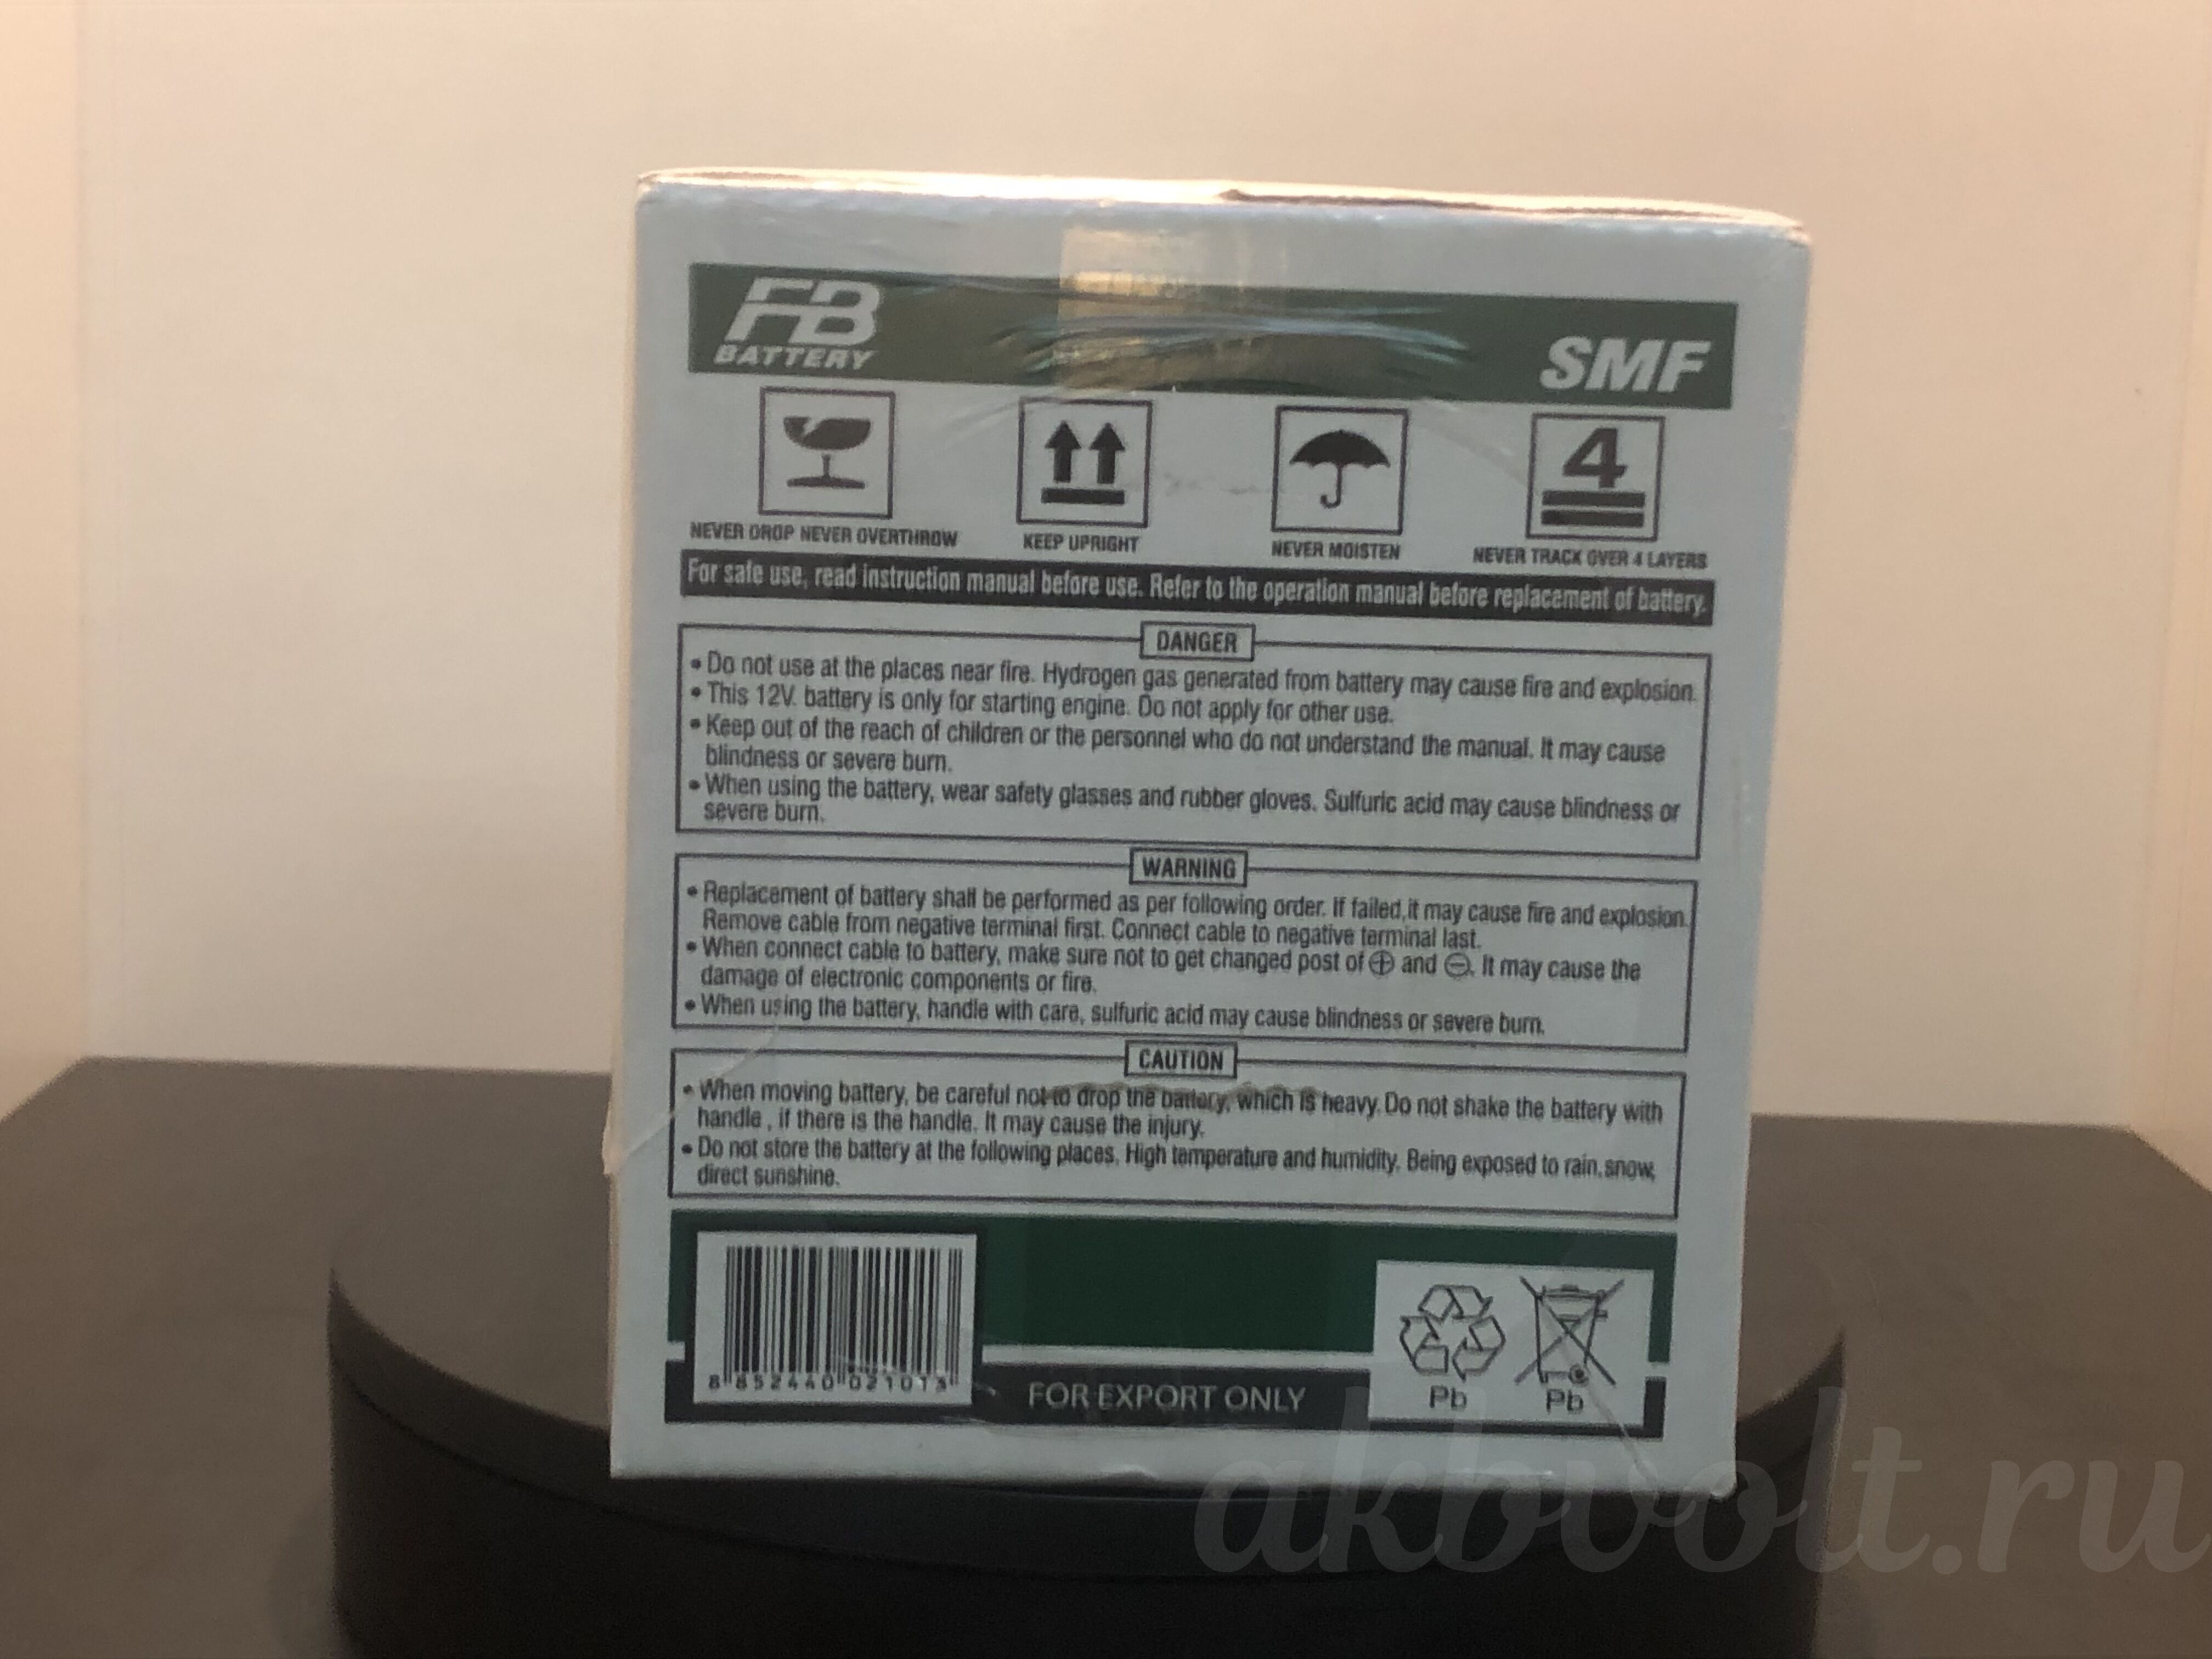 FB
BATTERY
SMF
4
NEVER DROP NEVER OVERTHROW
KEEP UPRIGHT
NEVER MOISTEN
NEVER TRACK OVER 4 LAYERS
For safe use, read instruction manual before use. Refer to the operation manual before replacement of battery.
DANGER
• Do not use at the places near fire. Hydrogen gas generated from battery may cause fire and explosion.
• This 12V. battery is only for starting engine. Do not apply for other use.
• Keep out of the reach of children or the personnel who do not understand the manual. It may cause
blindness or severe burn.
• When using the battery, wear safety glasses and rubber gloves. Sulfuric acid may cause blindness or
severe burn.
WARNING
• Replacement of battery shall be performed as per following order. If failed,it may cause fire and explosion.
Remove cable from negative terminal first. Connect cable to negative terminal last.
• When connect cable to battery, make sure not to get changed post of ⊕ and ⊖. It may cause the
damage of electronic components or fire.
• When using the battery, handle with care, sulfuric acid may cause blindness or severe burn.
CAUTION
• When moving battery, be careful not to drop the battery, which is heavy. Do not shake the battery with
handle , if there is the handle. It may cause the injury.
• Do not store the battery at the following places. High temperature and humidity. Being exposed to rain, snow,
direct sunshine.
8 852440 021013
FOR EXPORT ONLY
Pb
Pb
akbvolt.ru